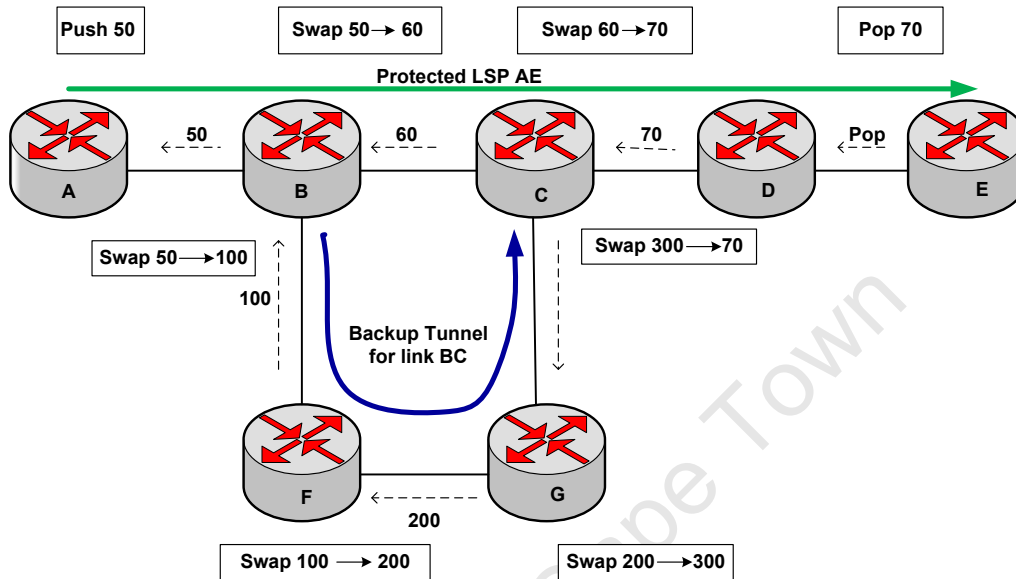 Push 50
Swap 50→60
Swap 60→70
Pop 70
Protected LSP AE
50
60
70
Pop
A
B
C
D
E
Swap 50→100
Swap 300→70
100
Backup Tunnel
for link BC
F
G
200
Swap 100→200
Swap 200→300
Town